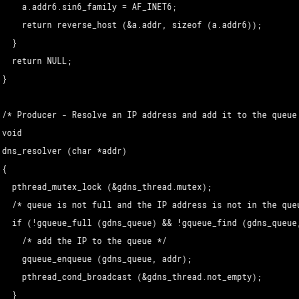 a.addr6.sin6_family = AF_INET6;
return reverse_host (&a.addr, sizeof (a.addr6));
}
return NULL;
}
/* Producer - Resolve an IP address and add it to the queue
void
dns_resolver (char *addr)
{
pthread_mutex_lock (&gdns_thread.mutex);
/* queue is not full and the IP address is not in the que
if (!gqueue_full (gdns_queue) && !gqueue_find (gdns_queue,
/* add the IP to the queue */
gqueue_enqueue (gdns_queue, addr);
pthread_cond_broadcast (&gdns_thread.not_empty);
}